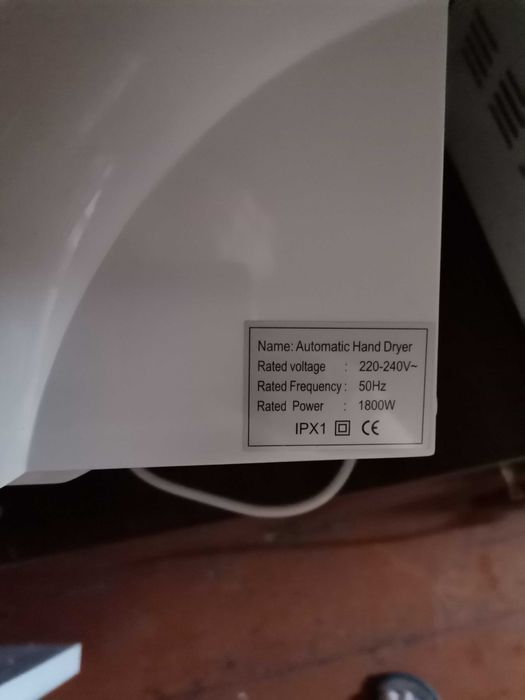 Name: Automatic Hand Dryer
Rated voltage : 220-240V~
Rated Frequency : 50Hz
Rated Power : 1800W
IPX1 CE